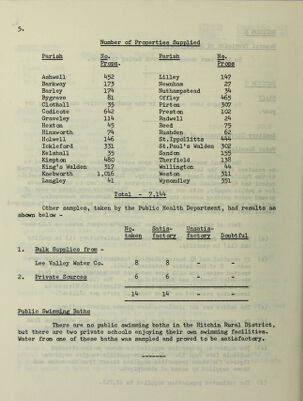 5.
Number of Properties Supplied
Parish No. Props. Parish No. Props
Ashwell 452 Lilley 147
Barkway 173 Newnham 27
Barley 174 Nuthampstead 34
Bygrave 81 Offley 463
Clothall 35 Pirton 307
Codicote 642 Preston 102
Graveley 114 Radwell 24
Hexton 45 Reed 75
Hinxworth 74 Rushden 62
Holwell 146 St.Ippollitts 444
Ickleford 331 St.Paul's Walden 302
Kelshall 35 Sandon 155
Kimpton 480 Therfield 138
King's Walden 317 Wallington 44
Knebworth 1,016 Weston 311
Langley 41 Wymondley 351
Total - 7,144
Other samples, taken by the Public Health Department, had results as
shown below -
No. taken Satis- factory Unsatis- factory Doubtful
1. Bulk Supplies from -
Lee Valley Water Co. 8 8 - -
2. Private Sources 6 6 - -
14 14 - -
Public Swimming Baths
There are no public swimming baths in the Hitchin Rural District,
but there are two private schools enjoying their own swimming facilities.
Water from one of these baths was sampled and proved to be satisfactory.